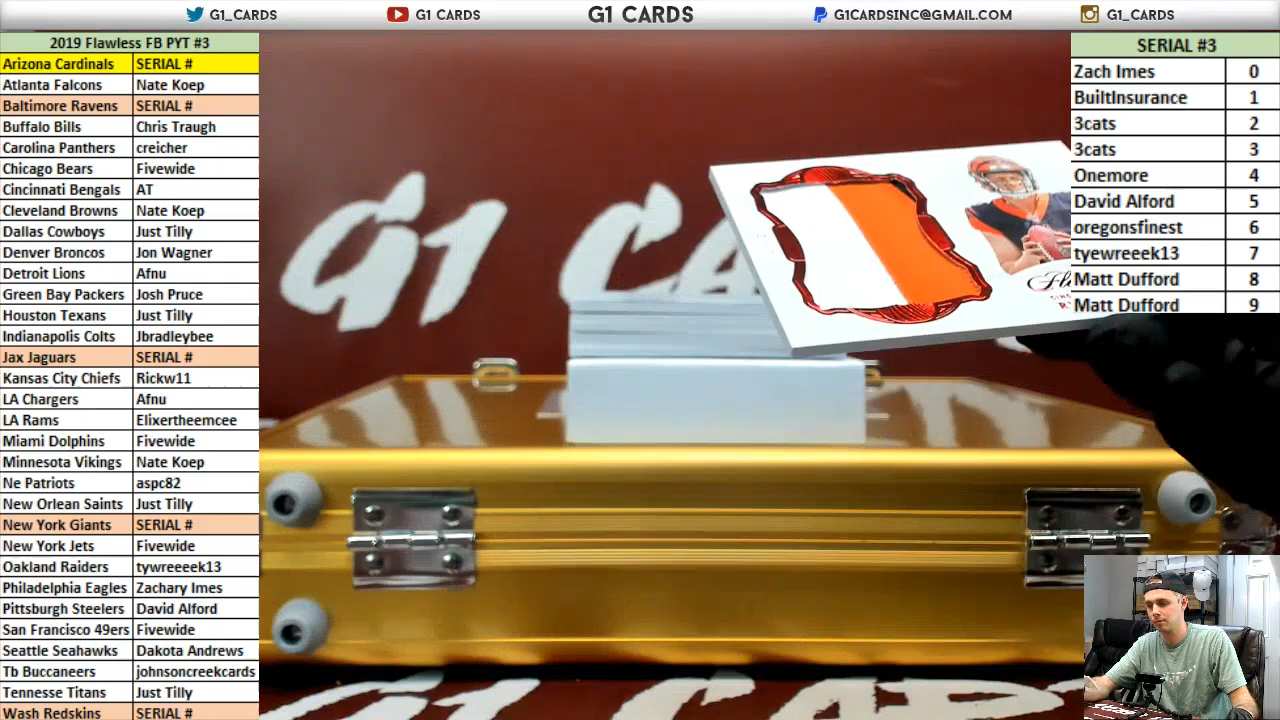 G1_CARDS
G1 CARDS
G1 CARDS
G1CARDSINC@GMAIL.COM
G1_CARDS
2019 Flawless FB PYT #3
Arizona Cardinals SERIAL #
Atlanta Falcons Nate Koep
Baltimore Ravens SERIAL #
Buffalo Bills Chris Traugh
Carolina Panthers creicher
Chicago Bears Fivewide
Cincinnati Bengals AT
Cleveland Browns Nate Koep
Dallas Cowboys Just Tilly
Denver Broncos Jon Wagner
Detroit Lions Afnu
Green Bay Packers Josh Pruce
Houston Texans Just Tilly
Indianapolis Colts Jbradleybee
Jax Jaguars SERIAL #
Kansas City Chiefs Rickw11
LA Chargers Afnu
LA Rams Elixertheemcee
Miami Dolphins Fivewide
Minnesota Vikings Nate Koep
Ne Patriots aspc82
New Orlean Saints Just Tilly
New York Giants SERIAL #
New York Jets Fivewide
Oakland Raiders tywreeeek13
Philadelphia Eagles Zachary Imes
Pittsburgh Steelers David Alford
San Francisco 49ers Fivewide
Seattle Seahawks Dakota Andrews
Tb Buccaneers johnsoncreekcards
Tennesse Titans Just Tilly
Wash Redskins SERIAL #
SERIAL #3
Zach Imes 0
BuiltInsurance 1
3cats 2
3cats 3
Onemore 4
David Alford 5
oregonsfinest 6
tyewreeek13 7
Matt Dufford 8
Matt Dufford 9
G1 CA
G1 CAR